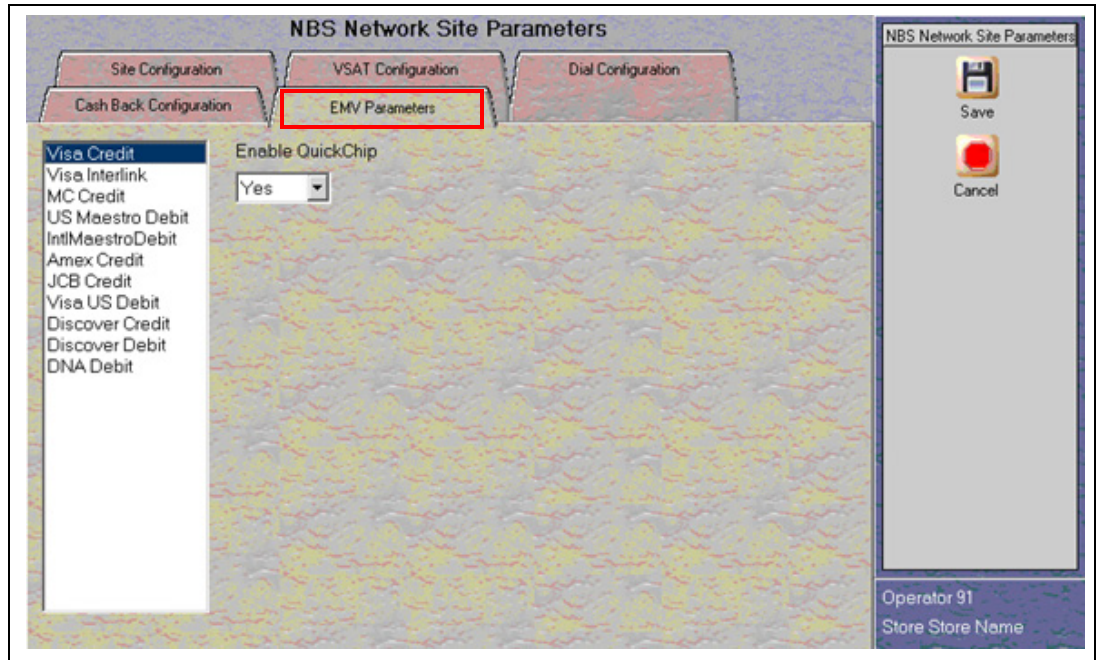 NBS Network Site Parameters
Site Configuration
VSAT Configuration
Dial Configuration
Cash Back Configuration
EMV Parameters
Visa Credit
Visa Interlink
MC Credit
US Maestro Debit
IntlMaestroDebit
Amex Credit
JCB Credit
Visa US Debit
Discover Credit
Discover Debit
DNA Debit
Enable QuickChip
Yes
NBS Network Site Parameters
Save
Cancel
Operator 91
Store Store Name